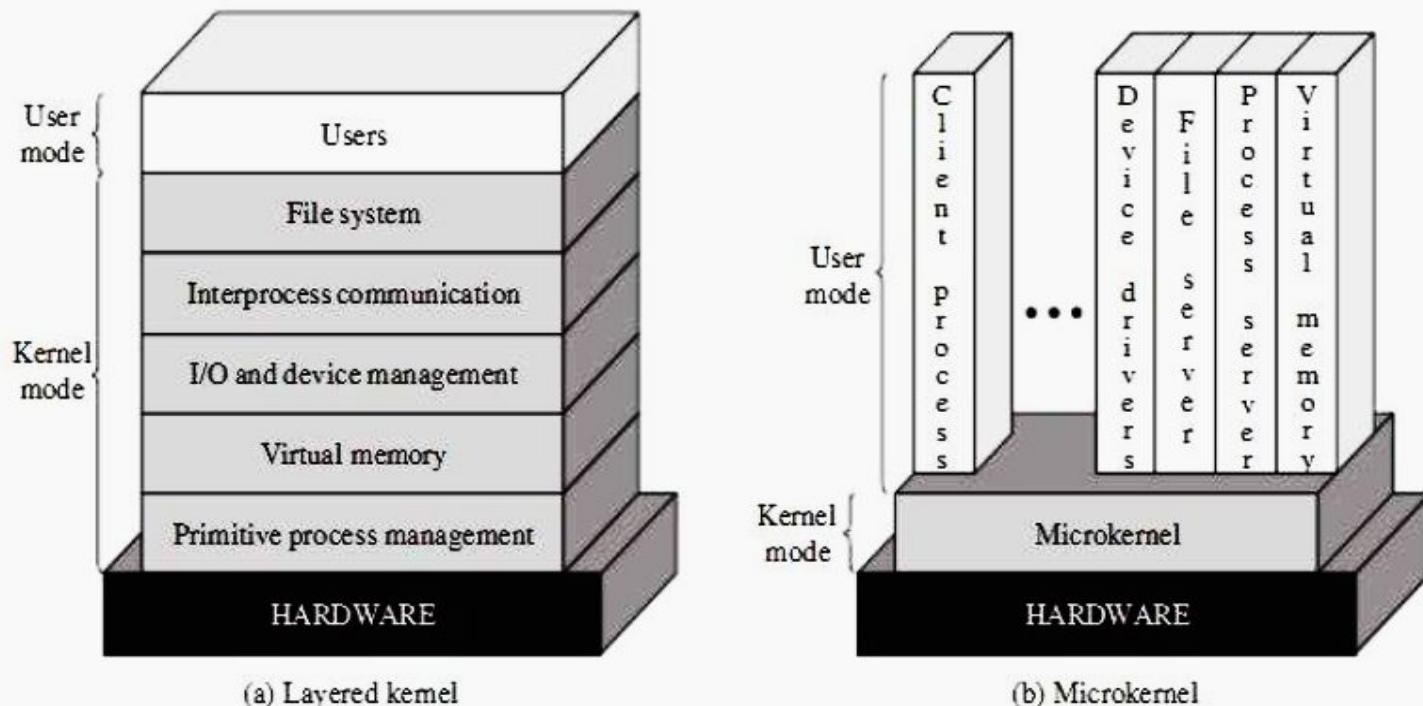 User
mode
Kernel
mode
Users
File system
Interprocess communication
I/O and device management
Virtual memory
Primitive process management
HARDWARE
(a) Layered kernel
User
mode
Kernel
mode
Client process
Device drivers
File server
Process server
Virtual memory
Microkernel
HARDWARE
(b) Microkernel